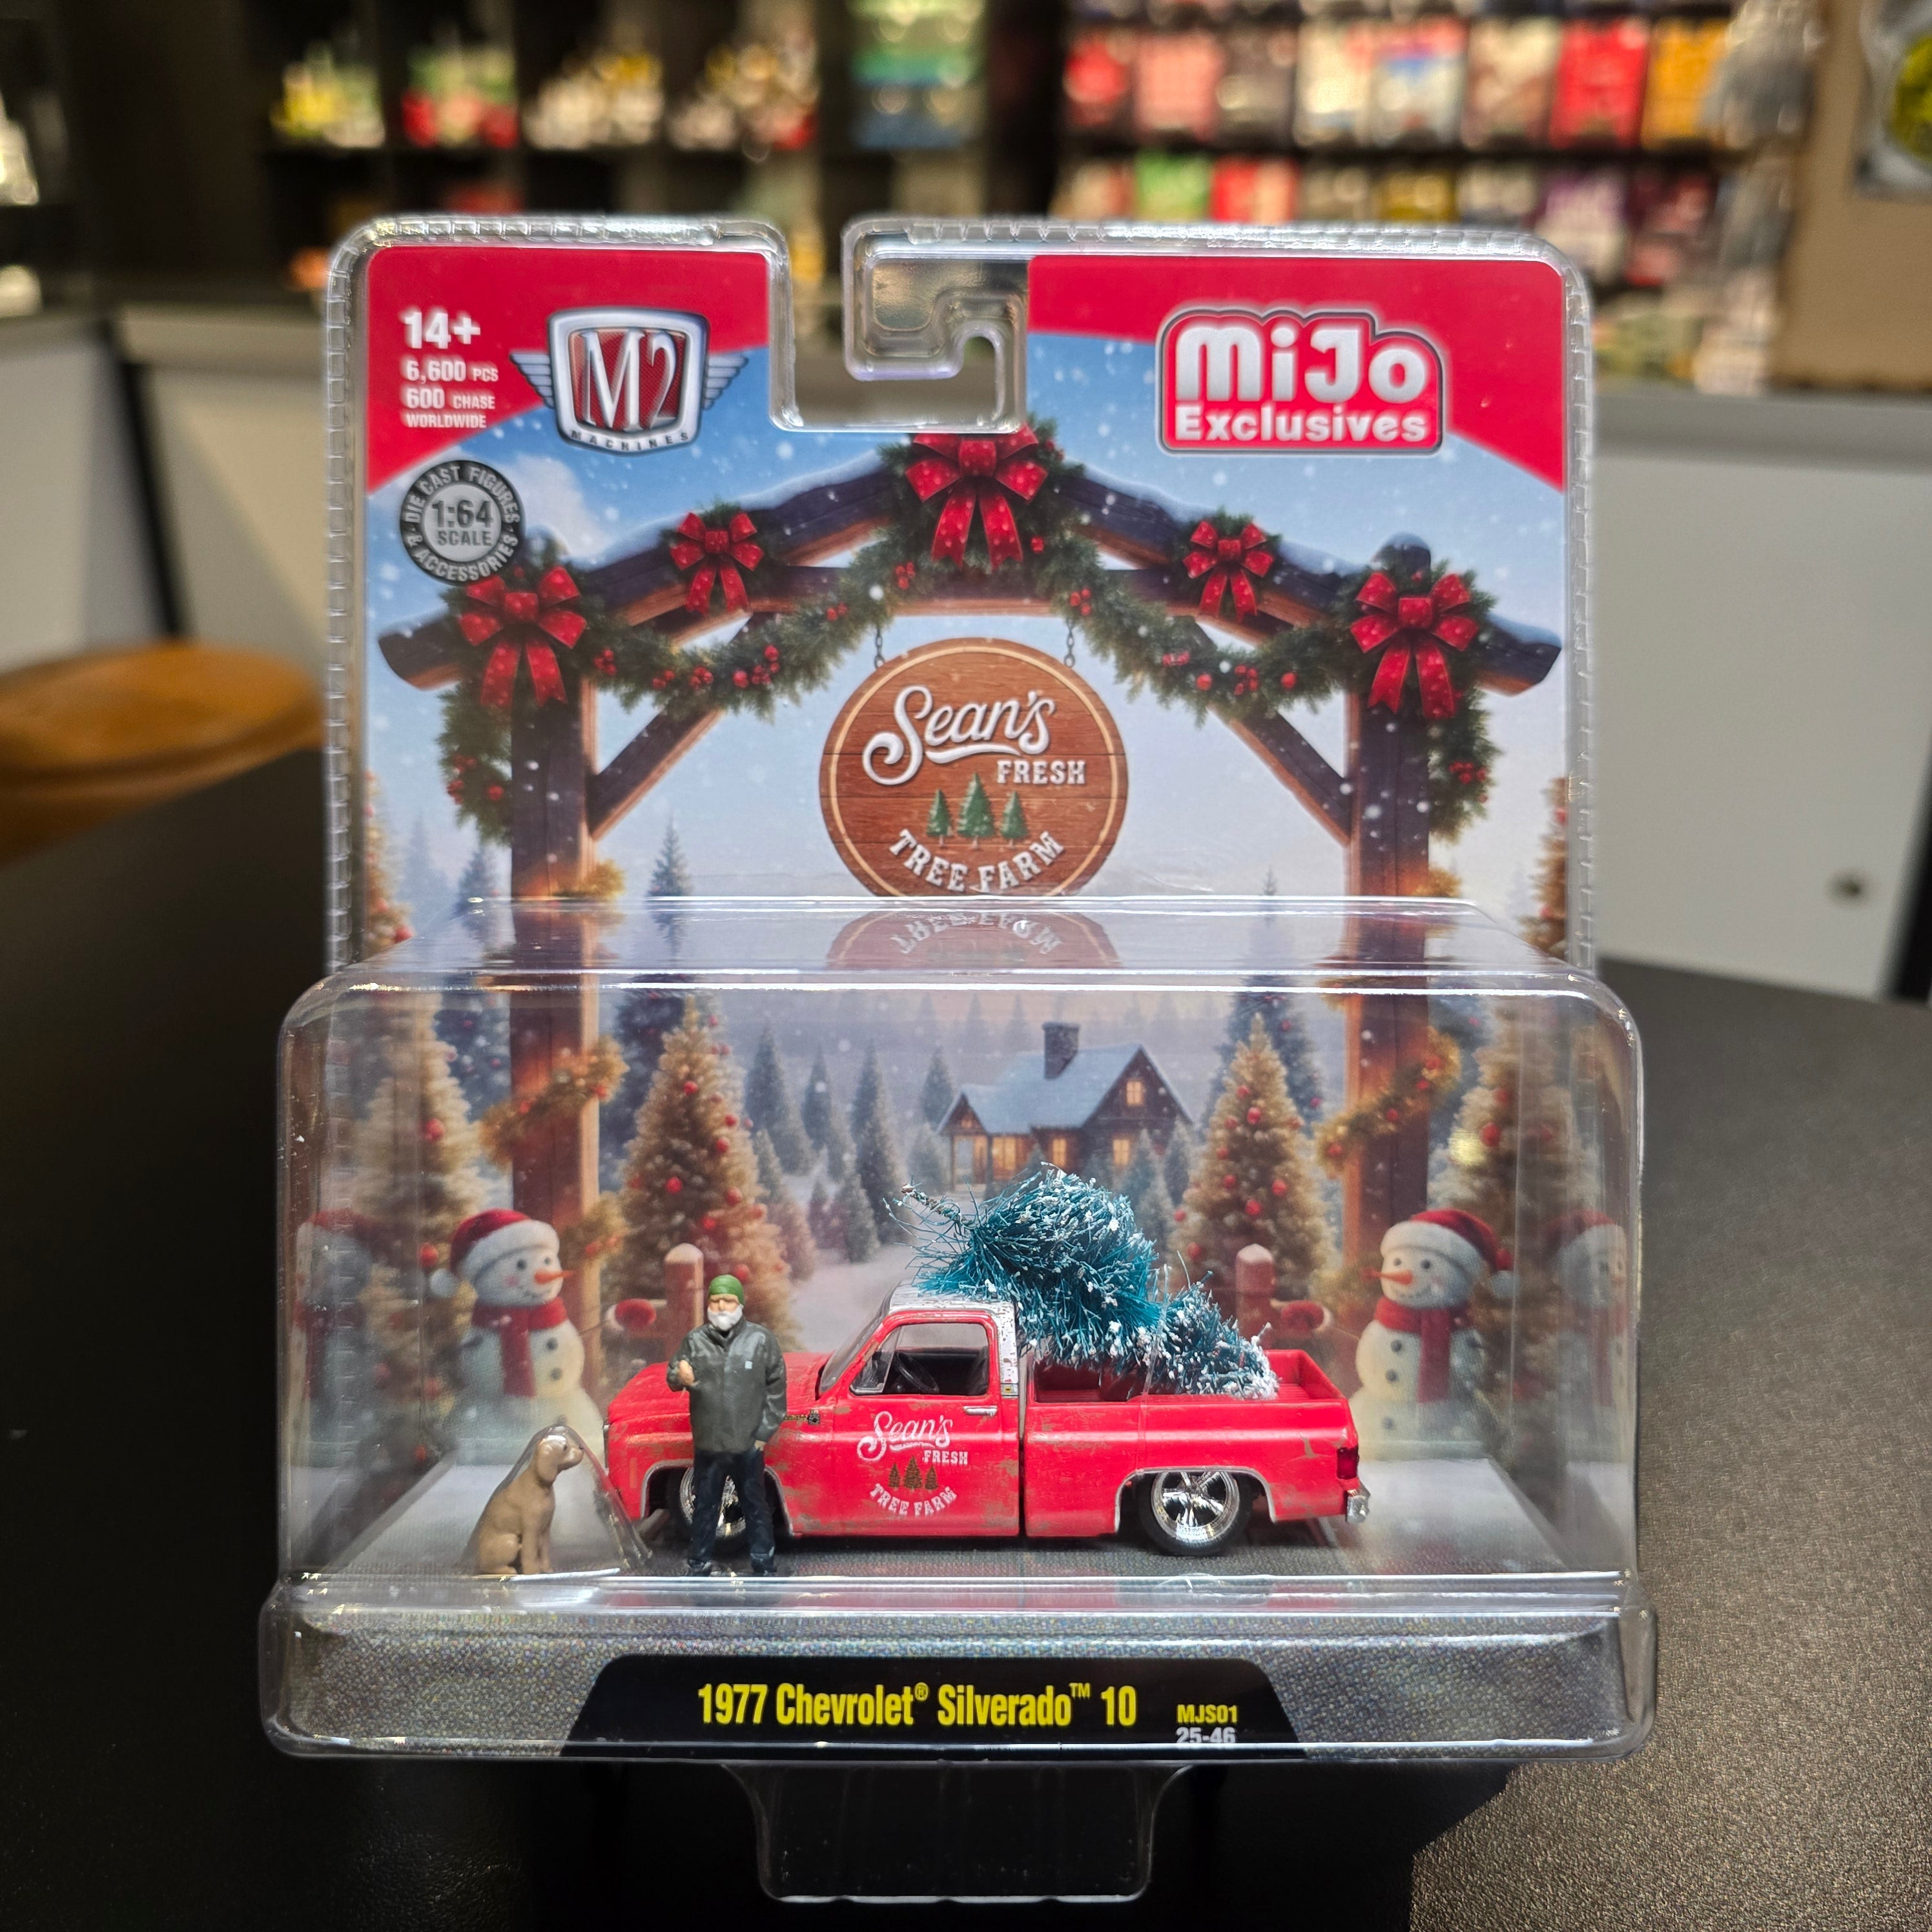 14+
6,600 PCS
600 CHASE
WORLDWIDE
M2
MACHINES
MiJo
Exclusives
DIE CAST FIGURES
1:64
SCALE
& ACCESSORIES
Sean's
FRESH
TREE FARM
Sean's
FRESH
TREE FARM
1977 Chevrolet® Silverado™ 10
MJS01
25-46